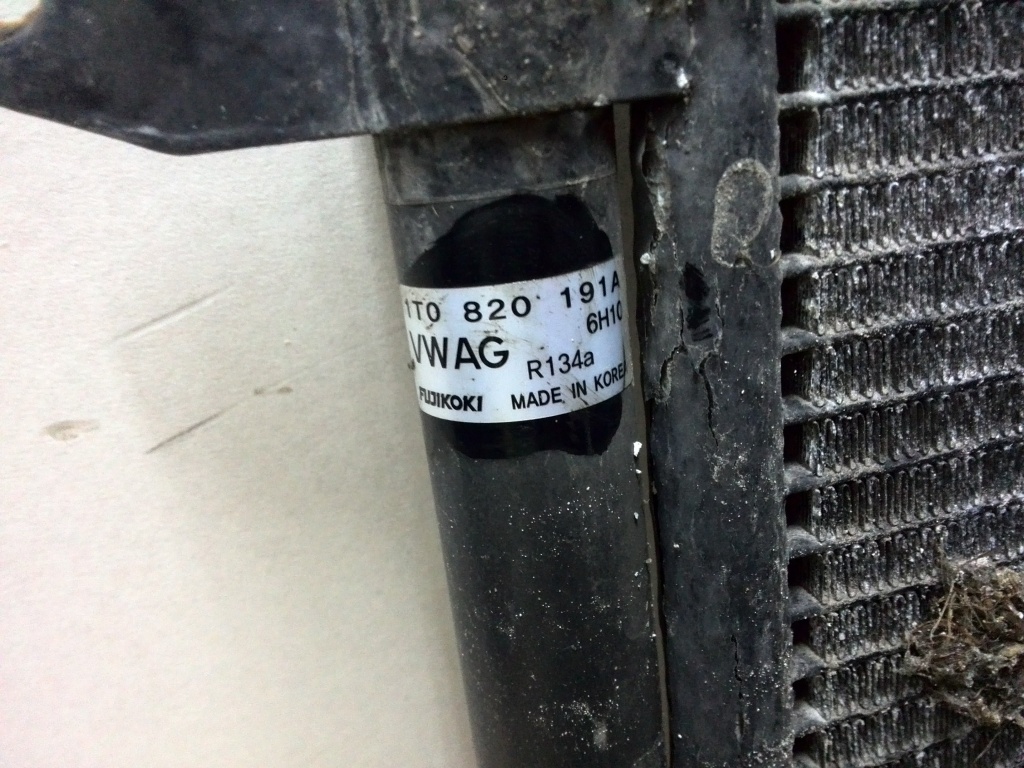 1T0 820 191A
6H10
VWAG R134a
FUJIKOKI MADE IN KOREA